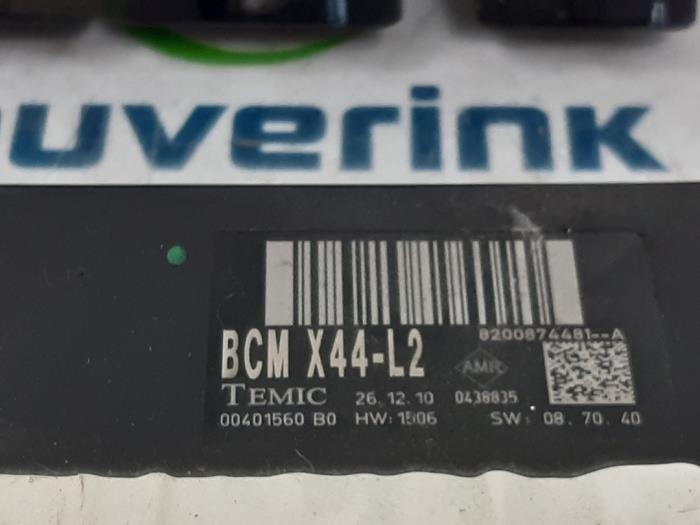 uverink
8200874481--A
BCM X44-L2
AMR
TEMIC 26.12.10 0438835
00401560 B0 HW: 1506 SW: 08.70.40